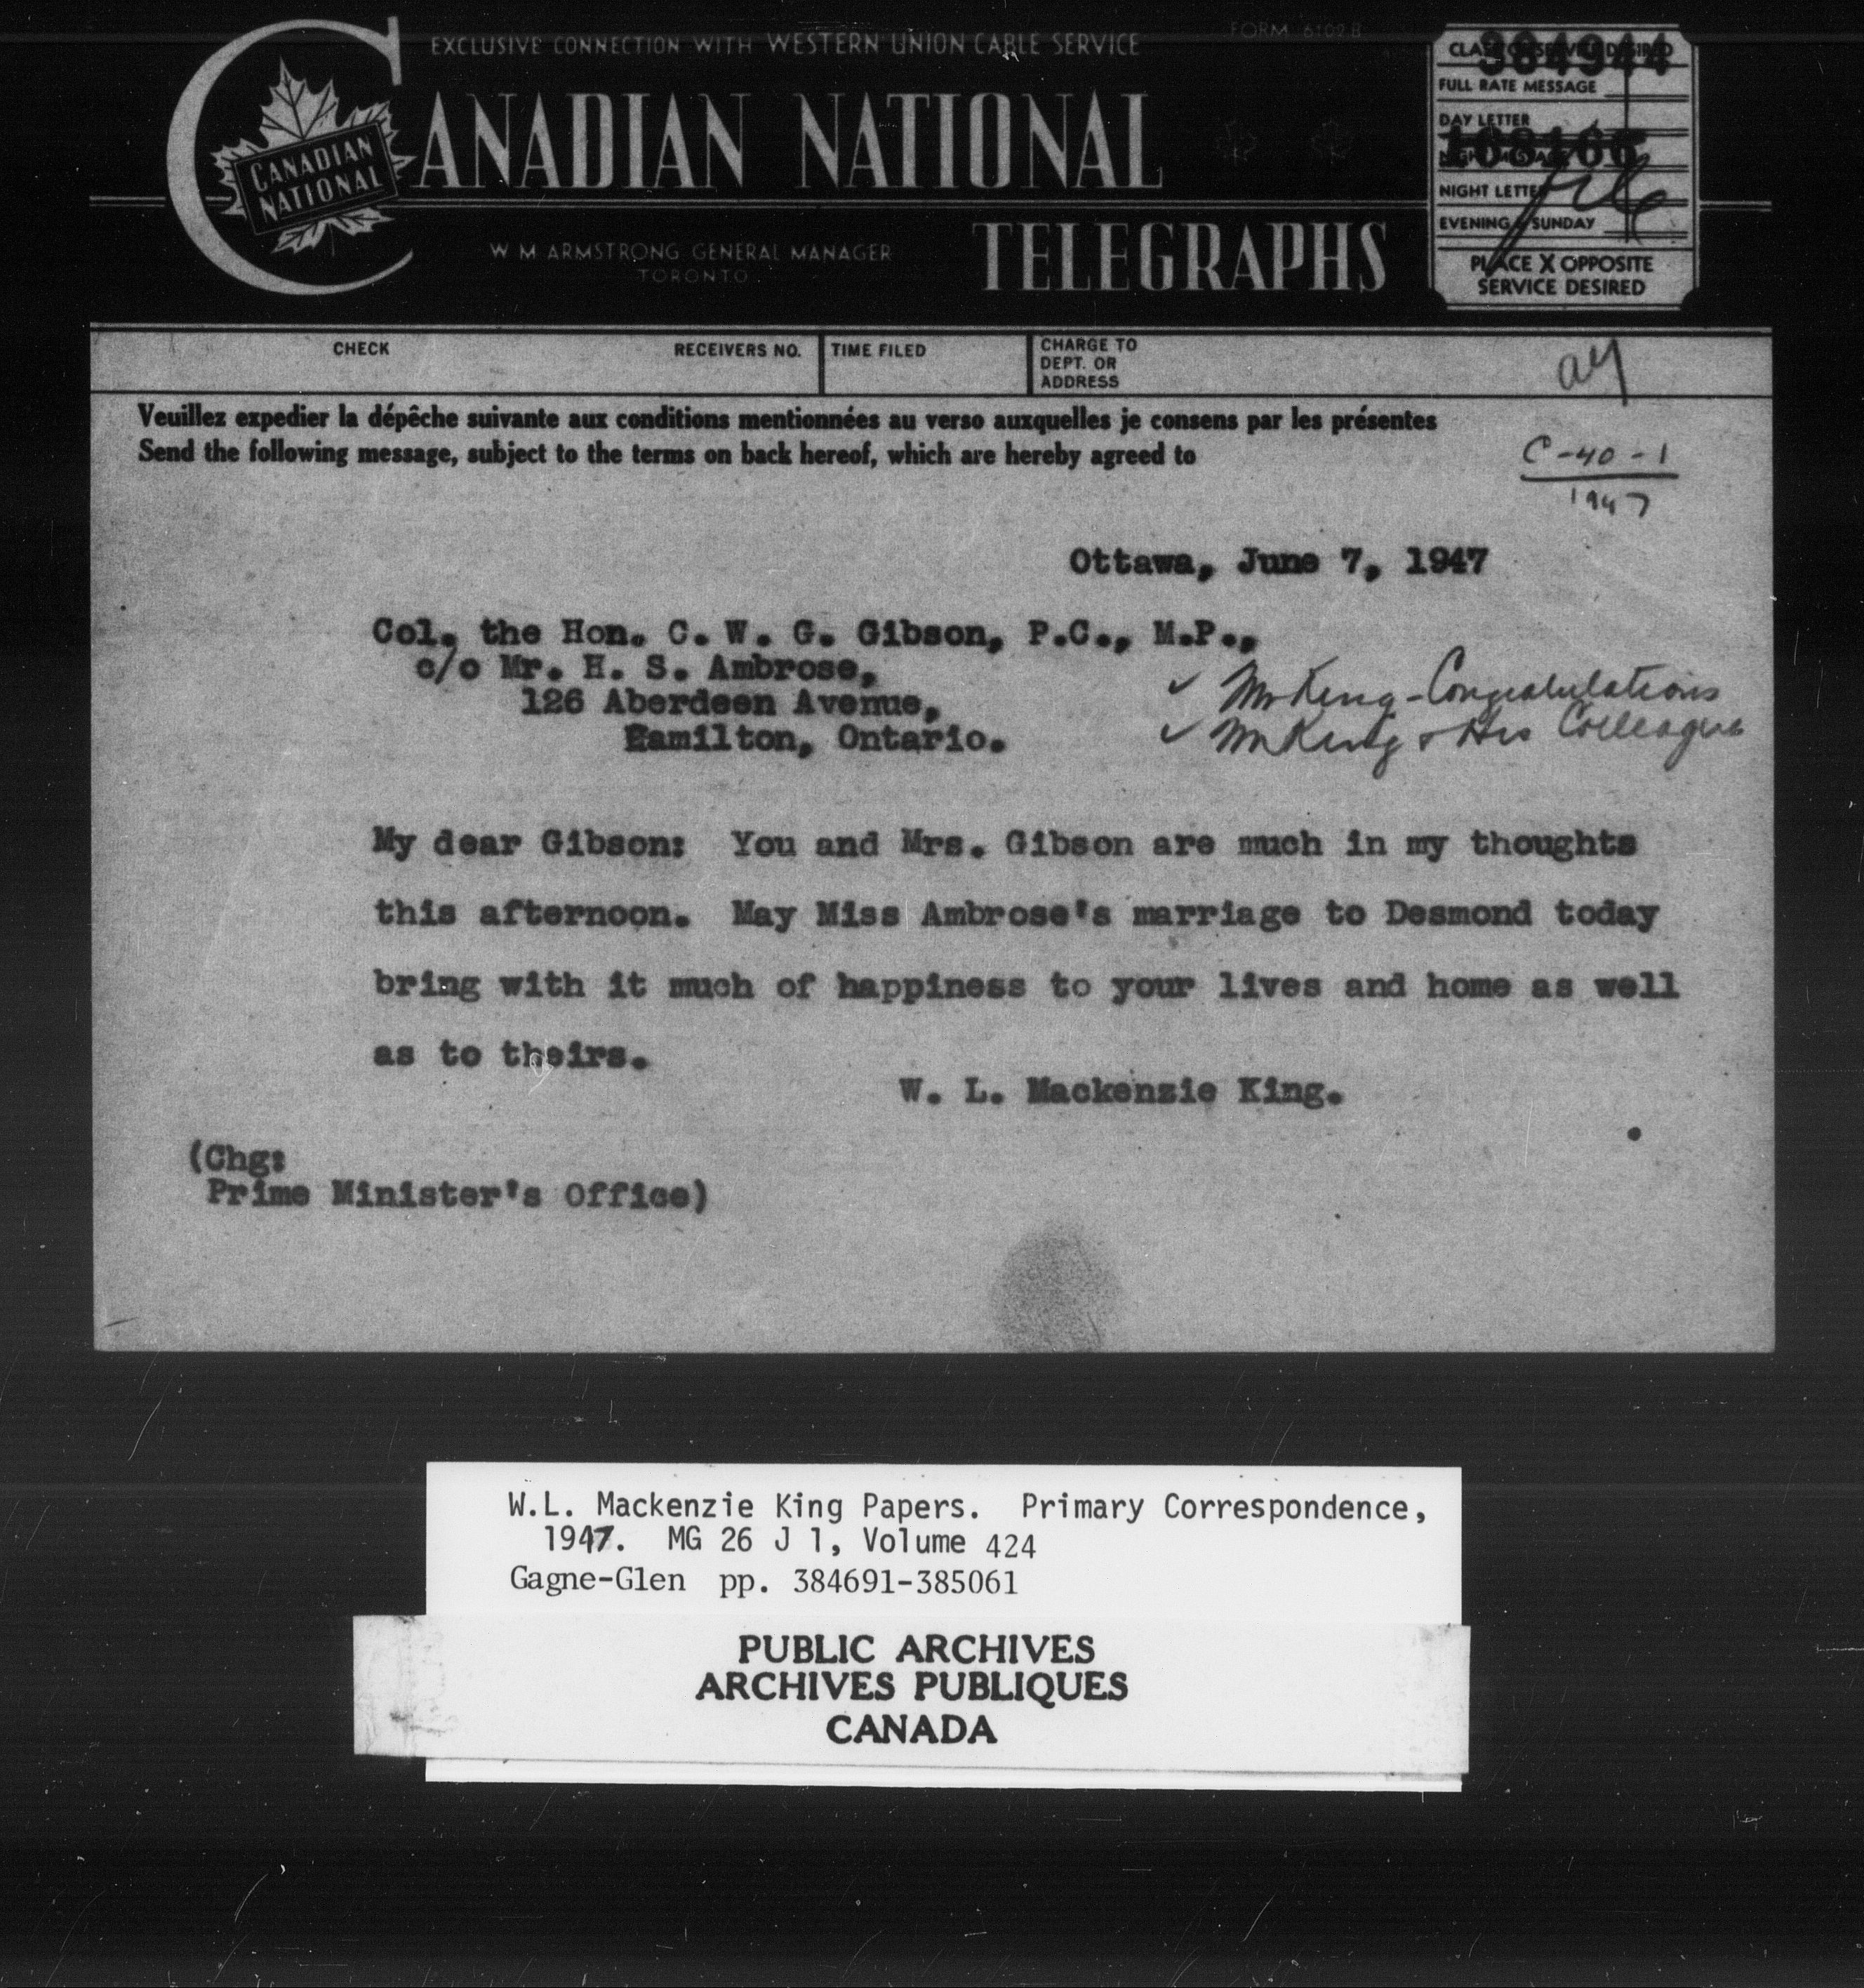 EXCLUSIVE CONNECTION WITH WESTERN UNION CABLE SERVICE
FORM 6102 B
CANADIAN NATIONAL
CANADIAN
NATIONAL
TELEGRAPHS
W M ARMSTRONG GENERAL MANAGER
TORONTO
384944
CLASS OF SERVICE DESIRED
FULL RATE MESSAGE
DAY LETTER
NIGHT LETTER
EVENING SUNDAY
file
PLACE X OPPOSITE
SERVICE DESIRED
CHECK
RECEIVERS NO.
TIME FILED
CHARGE TO
DEPT. OR
ADDRESS
Veuillez expedier la dépêche suivante aux conditions mentionnées au verso auxquelles je consens par les présentes
Send the following message, subject to the terms on back hereof, which are hereby agreed to
C-40-1
1947
Ottawa, June 7, 1947
Col. the Hon. C. W. G. Gibson, P.C., M.P.,
c/o Mr. H. S. Ambrose,
126 Aberdeen Avenue,
Hamilton, Ontario.
✓ Mr King - Congratulations
✓ Mr King & His Colleagues
My dear Gibson: You and Mrs. Gibson are much in my thoughts
this afternoon. May Miss Ambrose's marriage to Desmond today
bring with it much of happiness to your lives and home as well
as to theirs.
W. L. Mackenzie King.
(Chg:
Prime Minister's Office)
W.L. Mackenzie King Papers. Primary Correspondence,
1947. MG 26 J 1, Volume 424
Gagne-Glen pp. 384691-385061
PUBLIC ARCHIVES
ARCHIVES PUBLIQUES
CANADA